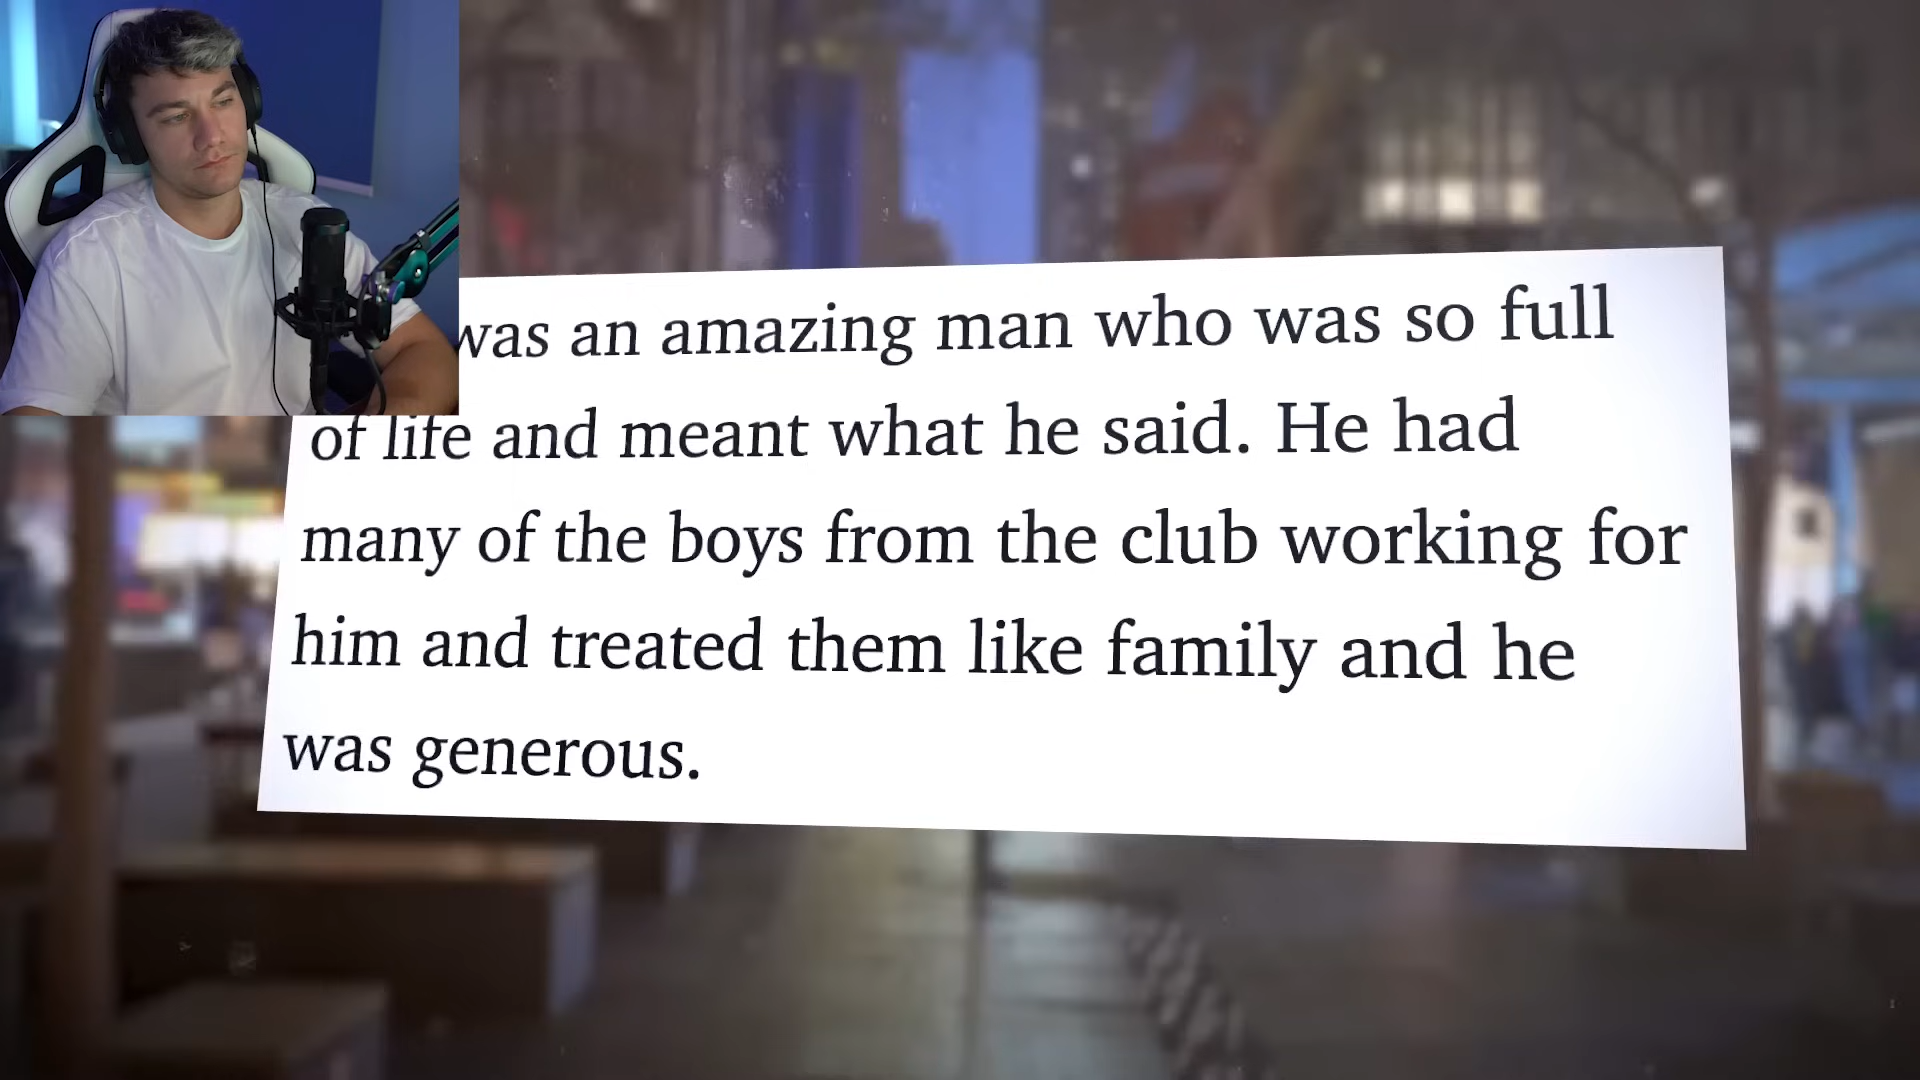 was an amazing man who was so full
of life and meant what he said. He had
many of the boys from the club working for
him and treated them like family and he
was generous.